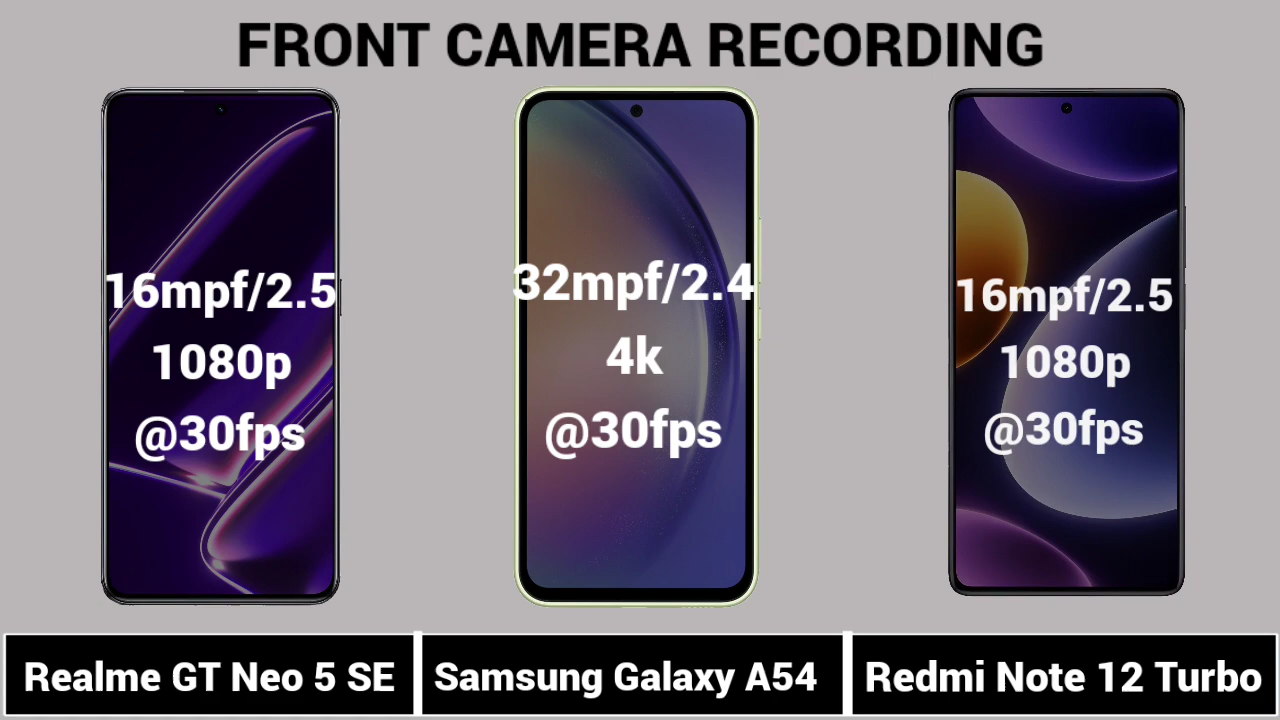 FRONT CAMERA RECORDING
16mpf/2.5
1080p
@30fps
32mpf/2.4
4k
@30fps
16mpf/2.5
1080p
@30fps
Realme GT Neo 5 SE
Samsung Galaxy A54
Redmi Note 12 Turbo